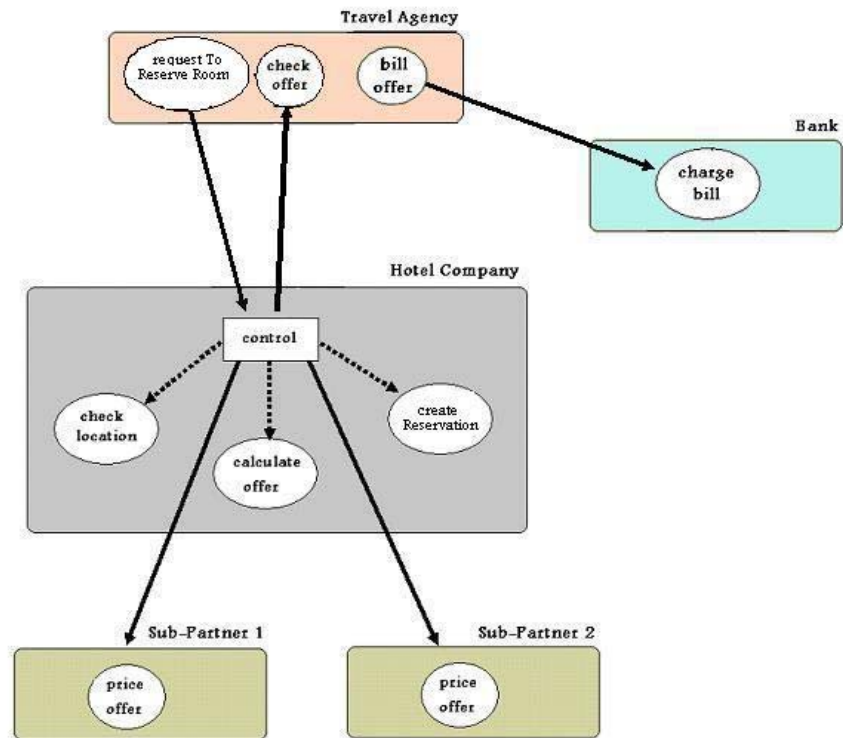 Travel Agency
request To
Reserve Room
check
offer
bill
offer
Bank
charge
bill
Hotel Company
control
check
location
calculate
offer
create
Reservation
Sub-Partner 1
price
offer
Sub-Partner 2
price
offer